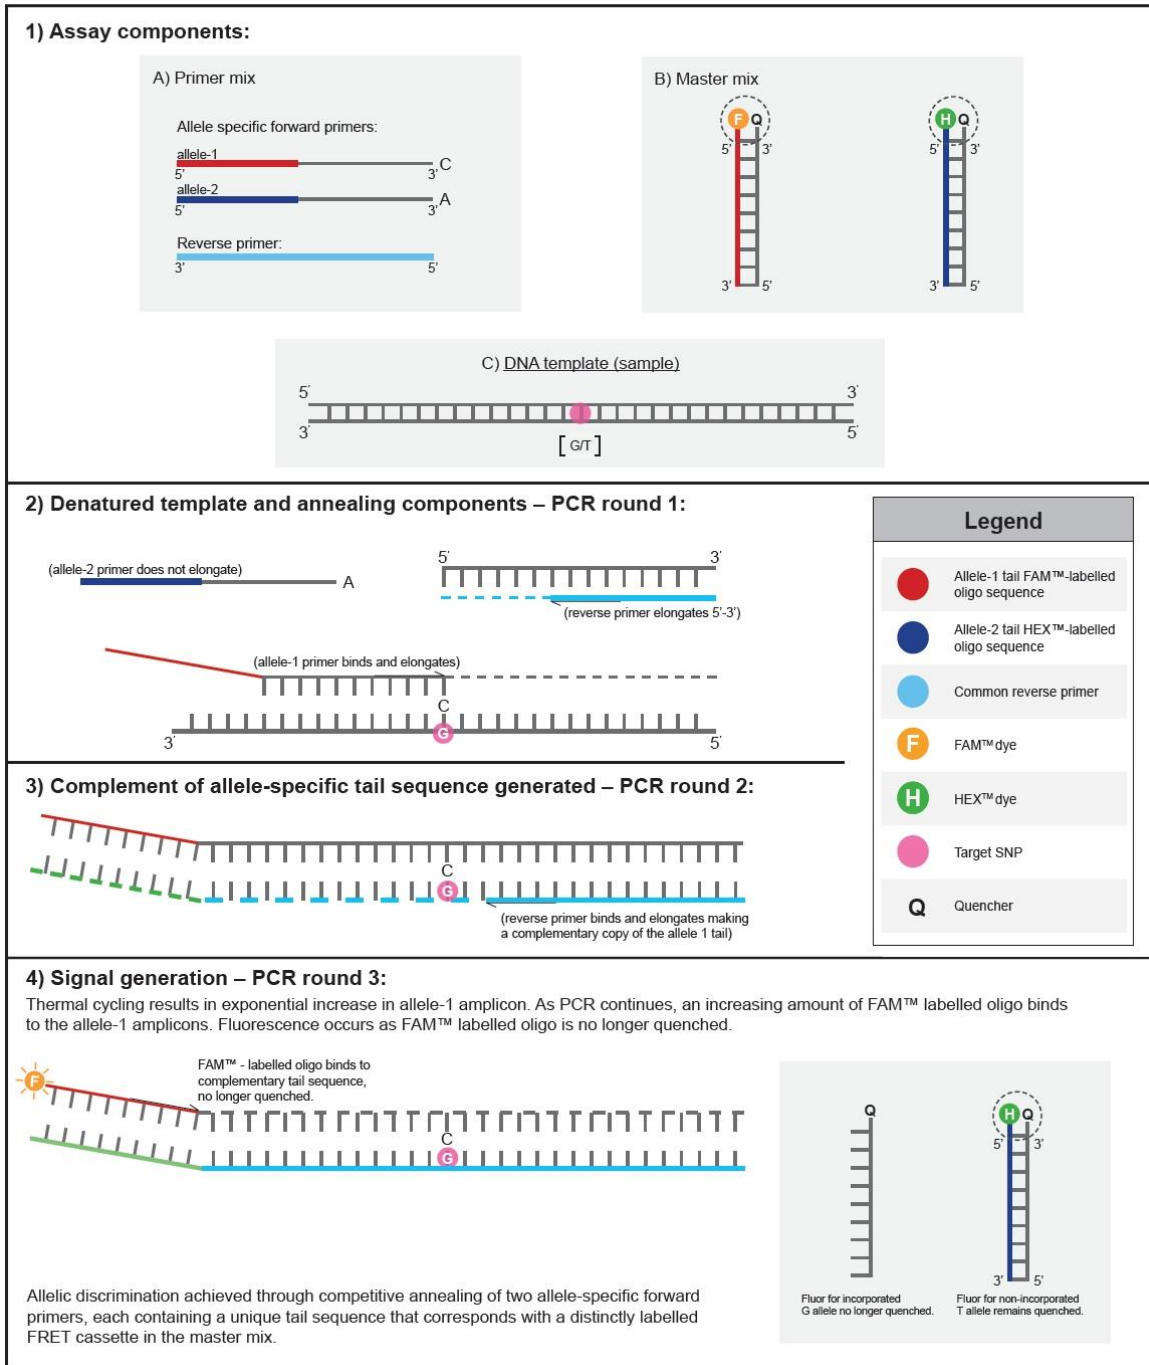 1) Assay components:
A) Primer mix
Allele specific forward primers:
allele-1
5' 3' C
allele-2
5' 3' A
Reverse primer:
3' 5'
B) Master mix
F Q
5' 3'
3' 5'
H Q
5' 3'
3' 5'
C) DNA template (sample)
5' 3'
3' 5'
[ G/T ]
2) Denatured template and annealing components – PCR round 1:
(allele-2 primer does not elongate)
A
5' 3'
(reverse primer elongates 5'-3')
(allele-1 primer binds and elongates)
C
G
3' 5'
Legend
Allele-1 tail FAM™-labelled
oligo sequence
Allele-2 tail HEX™-labelled
oligo sequence
Common reverse primer
F FAM™ dye
H HEX™ dye
Target SNP
Q Quencher
3) Complement of allele-specific tail sequence generated – PCR round 2:
C
G
(reverse primer binds and elongates making
a complementary copy of the allele 1 tail)
4) Signal generation – PCR round 3:
Thermal cycling results in exponential increase in allele-1 amplicon. As PCR continues, an increasing amount of FAM™ labelled oligo binds
to the allele-1 amplicons. Fluorescence occurs as FAM™ labelled oligo is no longer quenched.
F
FAM™ - labelled oligo binds to
complementary tail sequence,
no longer quenched.
C
G
Q
Fluor for incorporated
G allele no longer quenched.
H Q
5' 3'
3' 5'
Fluor for non-incorporated
T allele remains quenched.
Allelic discrimination achieved through competitive annealing of two allele-specific forward
primers, each containing a unique tail sequence that corresponds with a distinctly labelled
FRET cassette in the master mix.